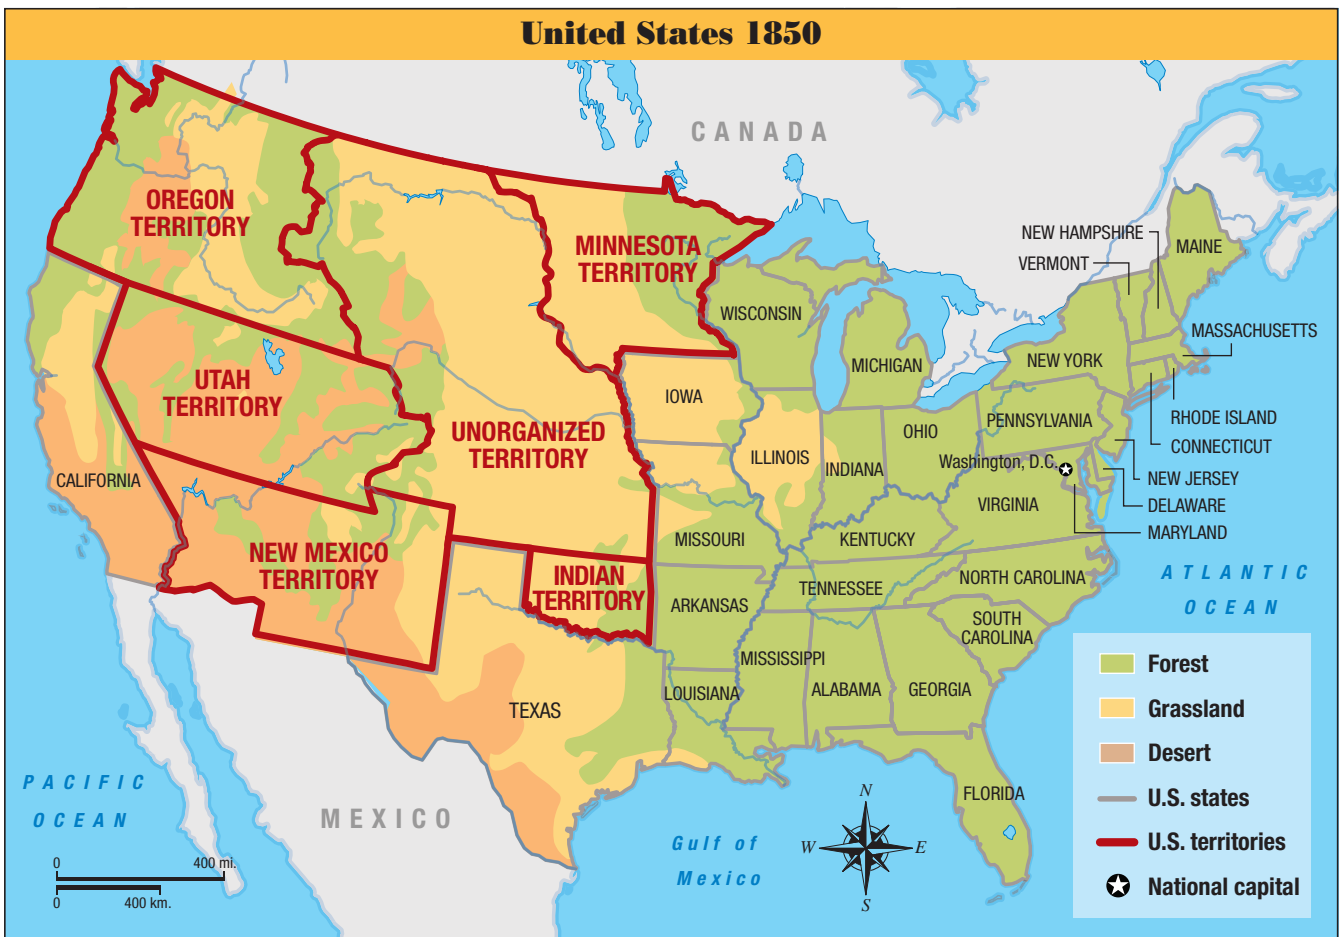 United States 1850
CANADA
OREGON
TERRITORY
MINNESOTA
TERRITORY
NEW HAMPSHIRE
VERMONT
MAINE
WISCONSIN
MASSACHUSETTS
MICHIGAN
NEW YORK
UTAH
TERRITORY
IOWA
RHODE ISLAND
CONNECTICUT
PENNSYLVANIA
OHIO
UNORGANIZED
TERRITORY
ILLINOIS
INDIANA
Washington, D.C.
NEW JERSEY
DELAWARE
MARYLAND
CALIFORNIA
VIRGINIA
MISSOURI
KENTUCKY
NEW MEXICO
TERRITORY
INDIAN
TERRITORY
NORTH CAROLINA
TENNESSEE
ARKANSAS
SOUTH
CAROLINA
ATLANTIC
OCEAN
MISSISSIPPI
ALABAMA
GEORGIA
LOUISIANA
TEXAS
FLORIDA
PACIFIC
OCEAN
MEXICO
Gulf of
Mexico
0 400 mi.
0 400 km.
N
W E
S
Forest
Grassland
Desert
U.S. states
U.S. territories
National capital